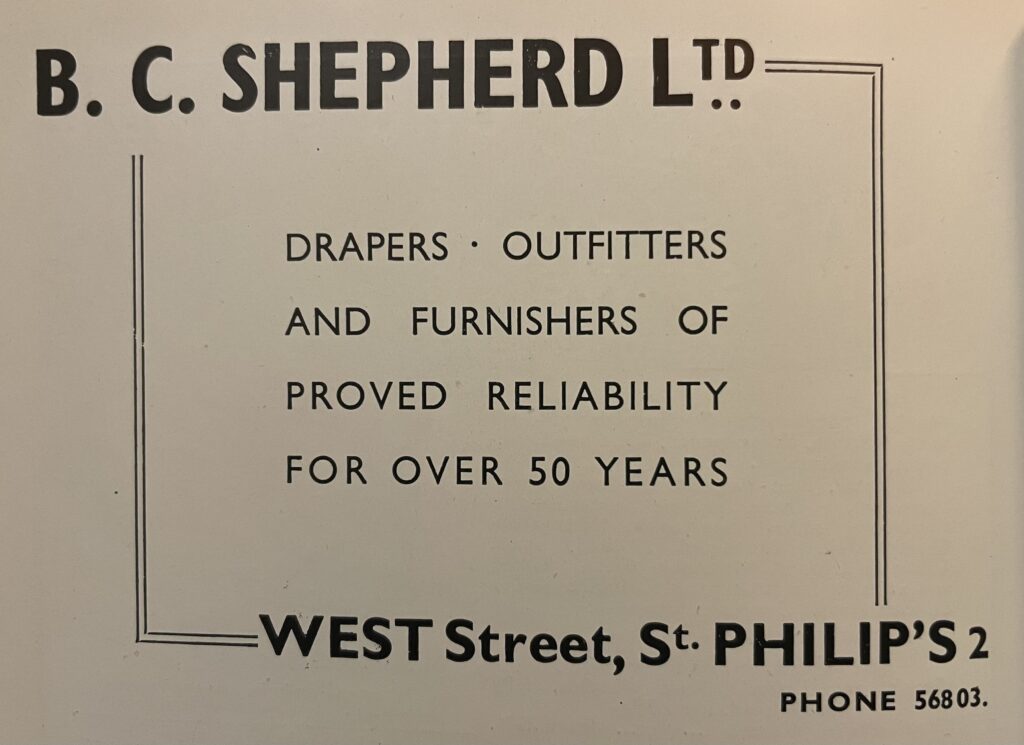 B. C. SHEPHERD LTD
DRAPERS · OUTFITTERS
AND FURNISHERS OF
PROVED RELIABILITY
FOR OVER 50 YEARS
WEST Street, St. PHILIP'S 2
PHONE 56803.